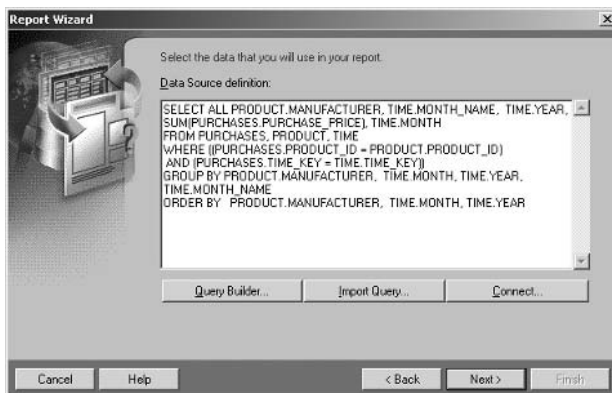 Report Wizard
Select the data that you will use in your report.
Data Source definition:
SELECT ALL PRODUCT.MANUFACTURER, TIME.MONTH_NAME, TIME.YEAR,
SUM(PURCHASES.PURCHASE_PRICE), TIME.MONTH
FROM PURCHASES, PRODUCT, TIME
WHERE ((PURCHASES.PRODUCT_ID = PRODUCT.PRODUCT_ID)
AND (PURCHASES.TIME_KEY = TIME.TIME_KEY))
GROUP BY PRODUCT.MANUFACTURER, TIME.MONTH, TIME.YEAR,
TIME.MONTH_NAME
ORDER BY PRODUCT.MANUFACTURER, TIME.MONTH, TIME.YEAR
Query Builder... Import Query... Connect...
Cancel Help < Back Next > Finish